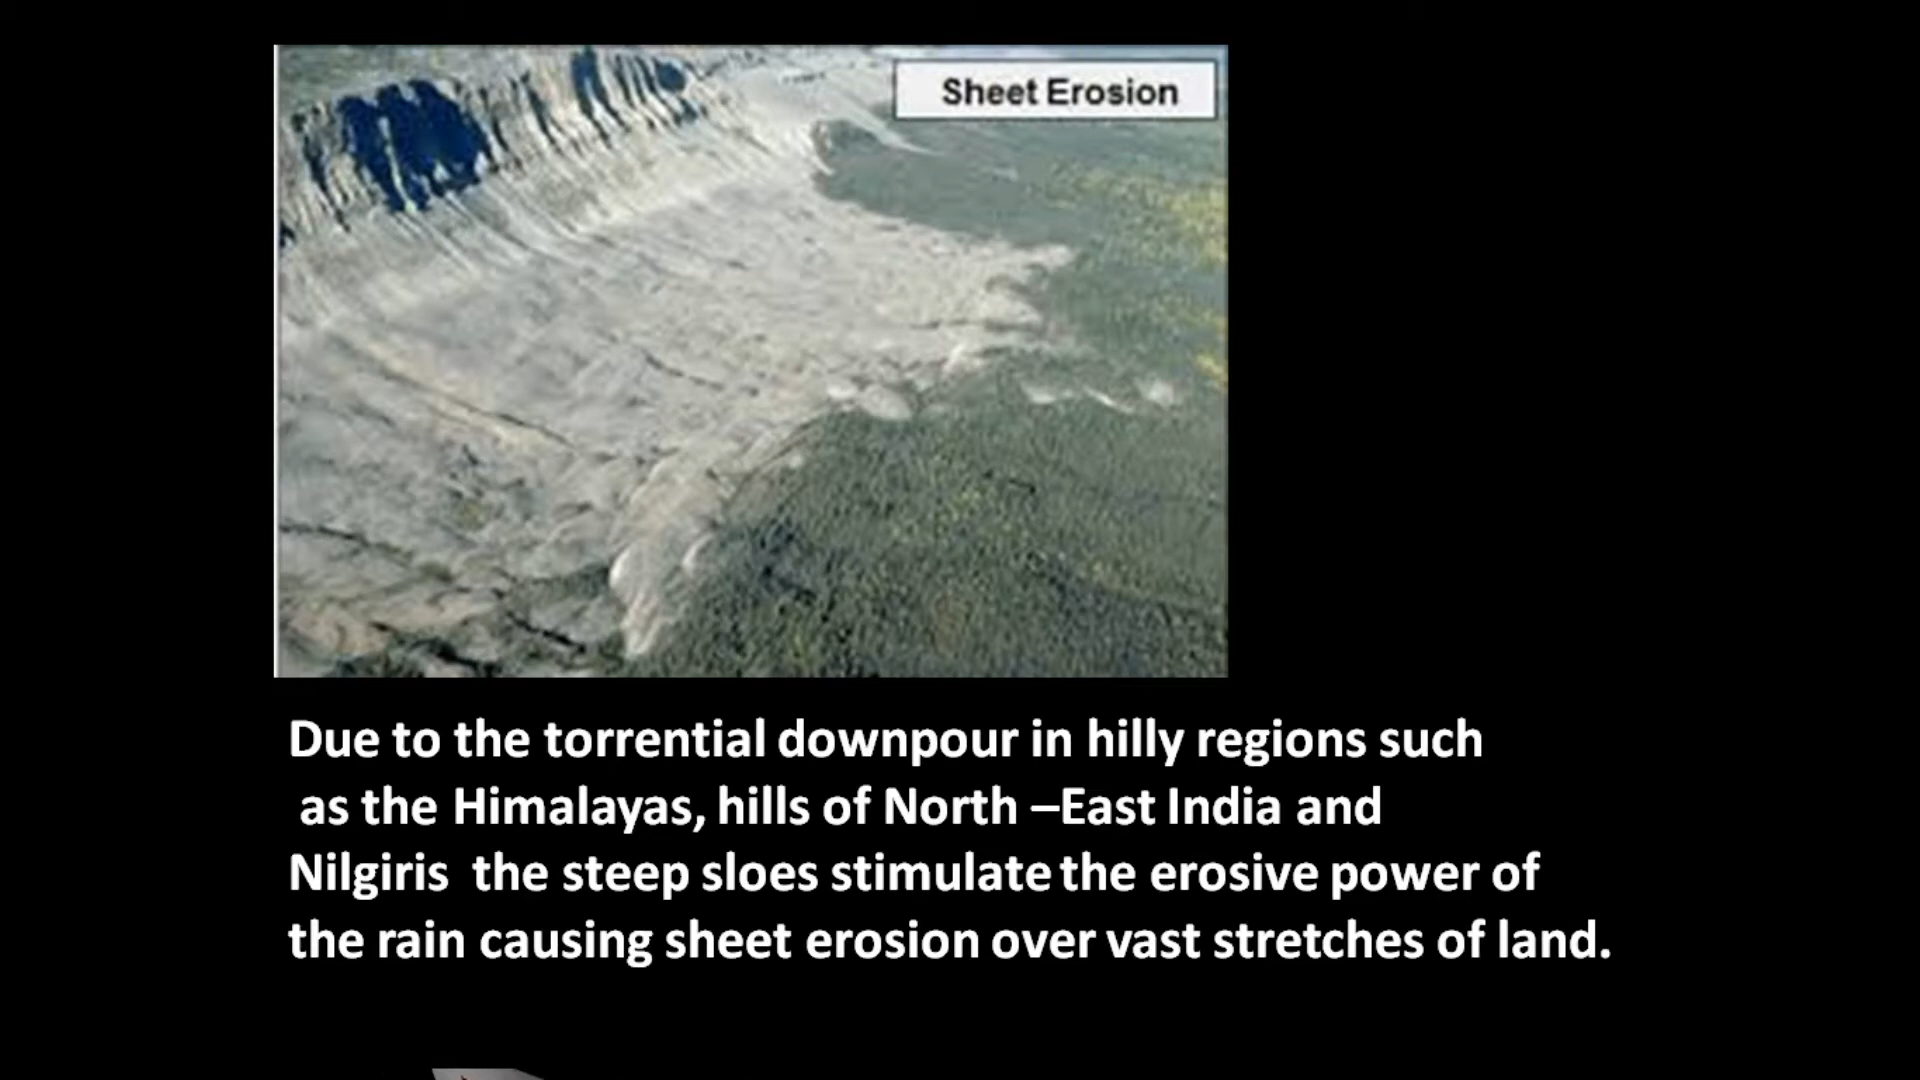 Sheet Erosion
Due to the torrential downpour in hilly regions such
as the Himalayas, hills of North –East India and
Nilgiris  the steep sloes stimulate the erosive power of
the rain causing sheet erosion over vast stretches of land.